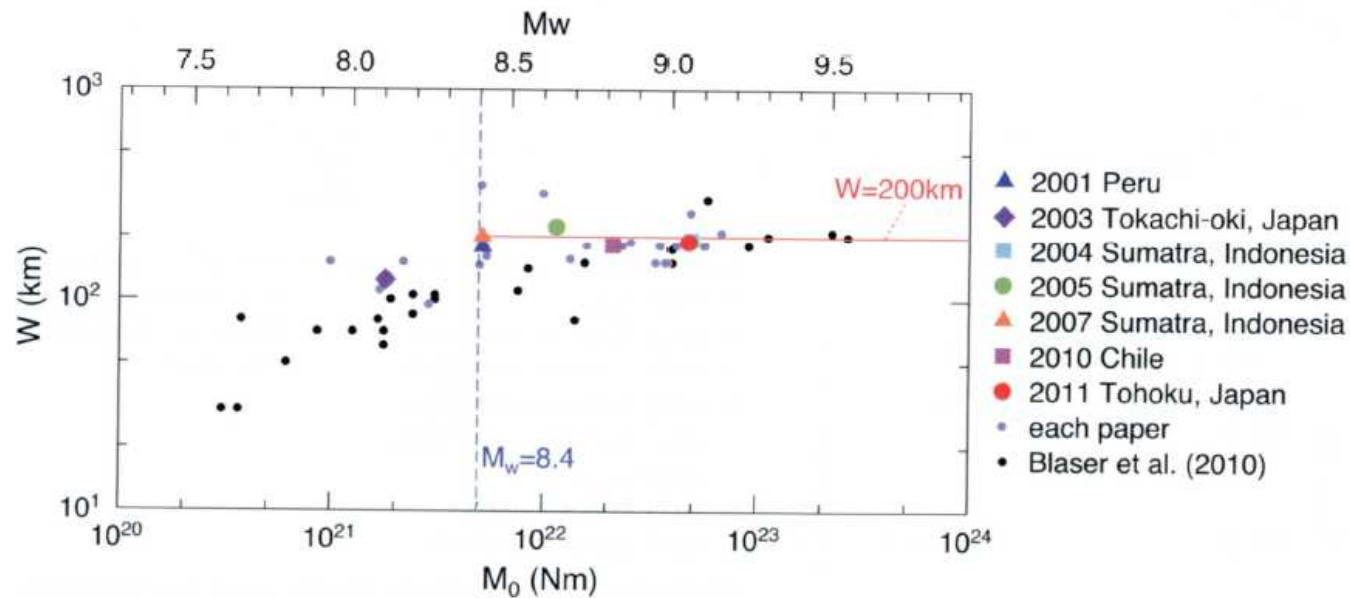 Mw
7.5 8.0 8.5 9.0 9.5
10³
10²
10¹
W (km)
W=200km
M_w=8.4
10²⁰ 10²¹ 10²² 10²³ 10²⁴
M₀ (Nm)
2001 Peru
2003 Tokachi-oki, Japan
2004 Sumatra, Indonesia
2005 Sumatra, Indonesia
2007 Sumatra, Indonesia
2010 Chile
2011 Tohoku, Japan
each paper
Blaser et al. (2010)